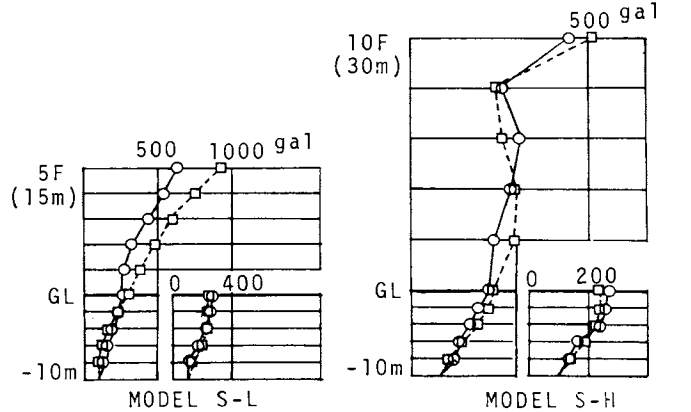 500 1000 gal
5F
(15m)
GL
0 400
-10m
MODEL S-L
500 gal
10F
(30m)
GL
0 200
-10m
MODEL S-H